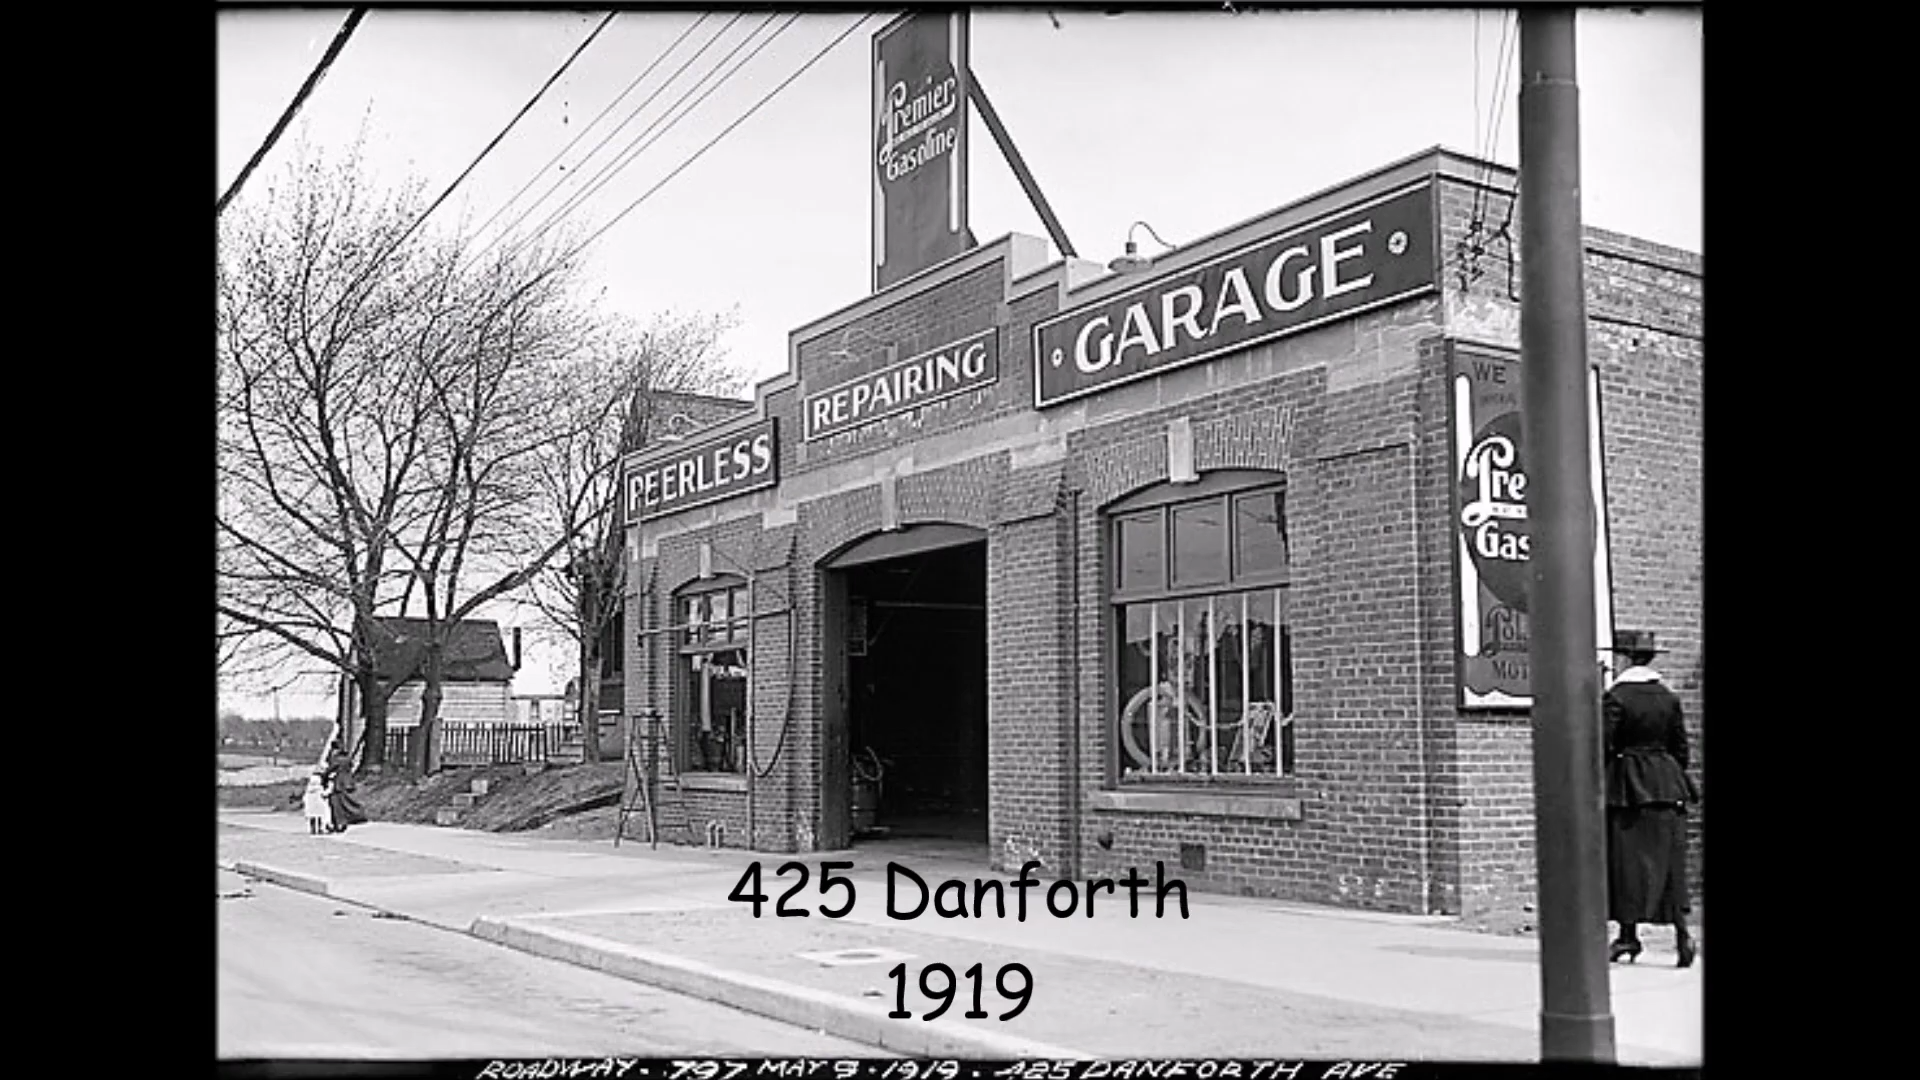 Premier
Gasoline
PEERLESS
REPAIRING
GARAGE
WE
Pre
Gas
MOT
425 Danforth
1919
ROADWAY - 797 MAY 9 · 1919 · 425 DANFORTH AVE